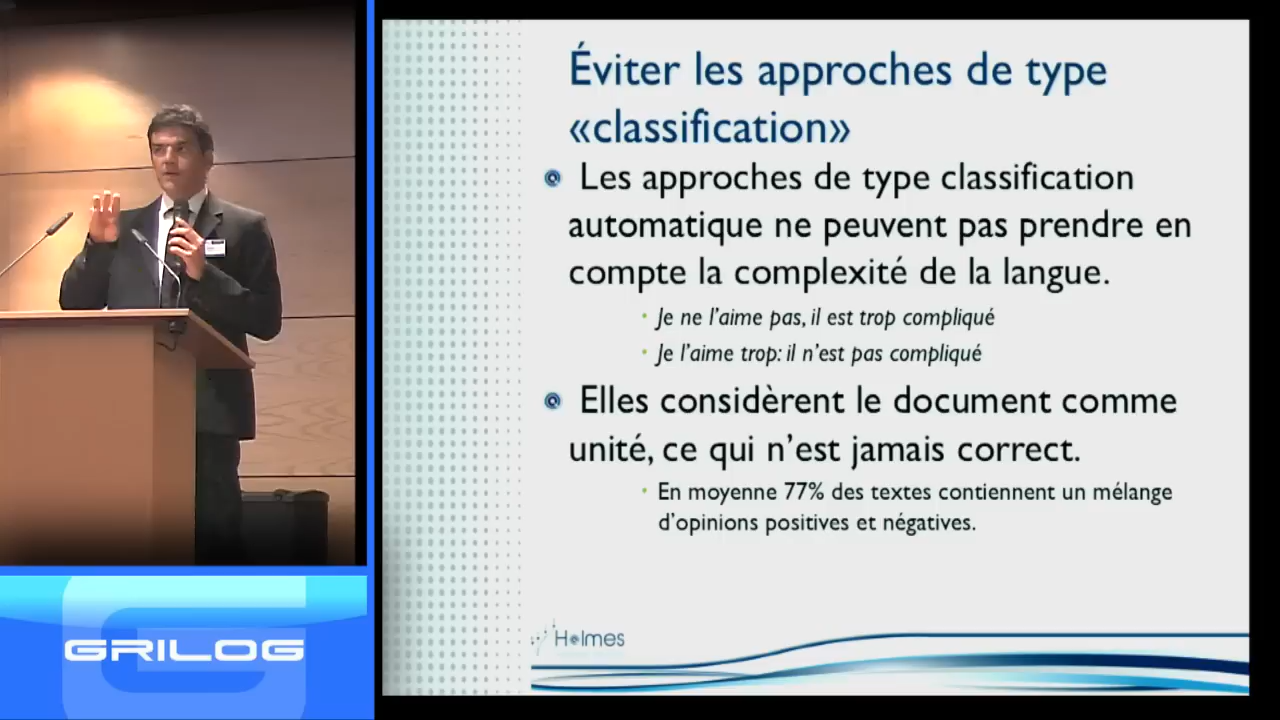 Éviter les approches de type
«classification»
Les approches de type classification
automatique ne peuvent pas prendre en
compte la complexité de la langue.
Je ne l'aime pas, il est trop compliqué
Je l'aime trop: il n'est pas compliqué
Elles considèrent le document comme
unité, ce qui n'est jamais correct.
En moyenne 77% des textes contiennent un mélange
d'opinions positives et négatives.
Holmes
GRILOG